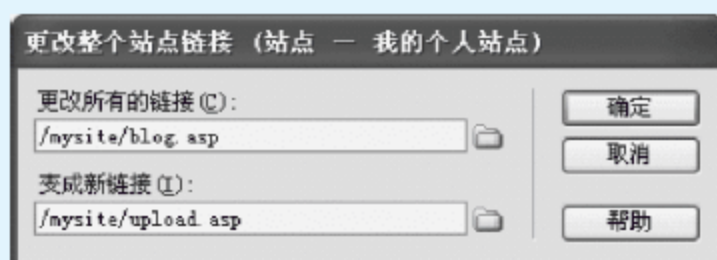 更改整个站点链接 (站点 — 我的个人站点)
更改所有的链接(C):
/mysite/blog.asp
确定
取消
变成新链接(I):
/mysite/upload.asp
帮助